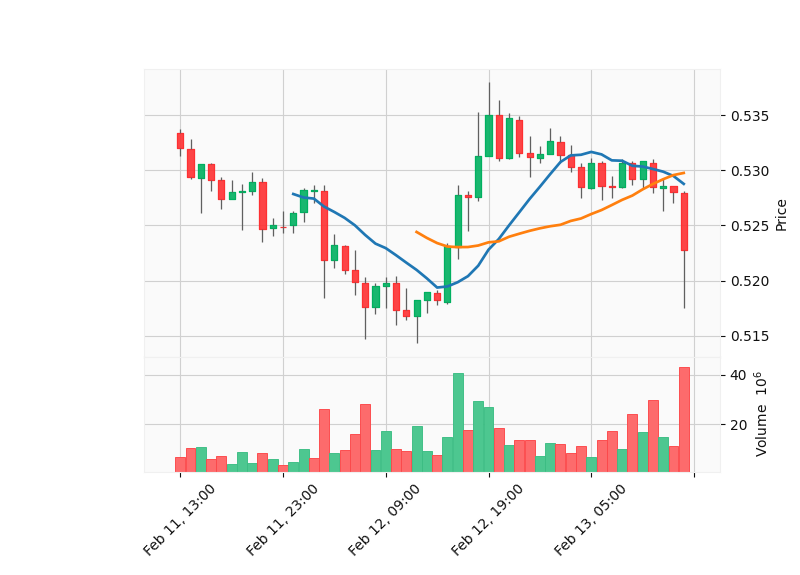 0.535
0.530
0.525
0.520
0.515
Price
40
20
Volume 10^6
Feb 11, 13:00
Feb 11, 23:00
Feb 12, 09:00
Feb 12, 19:00
Feb 13, 05:00